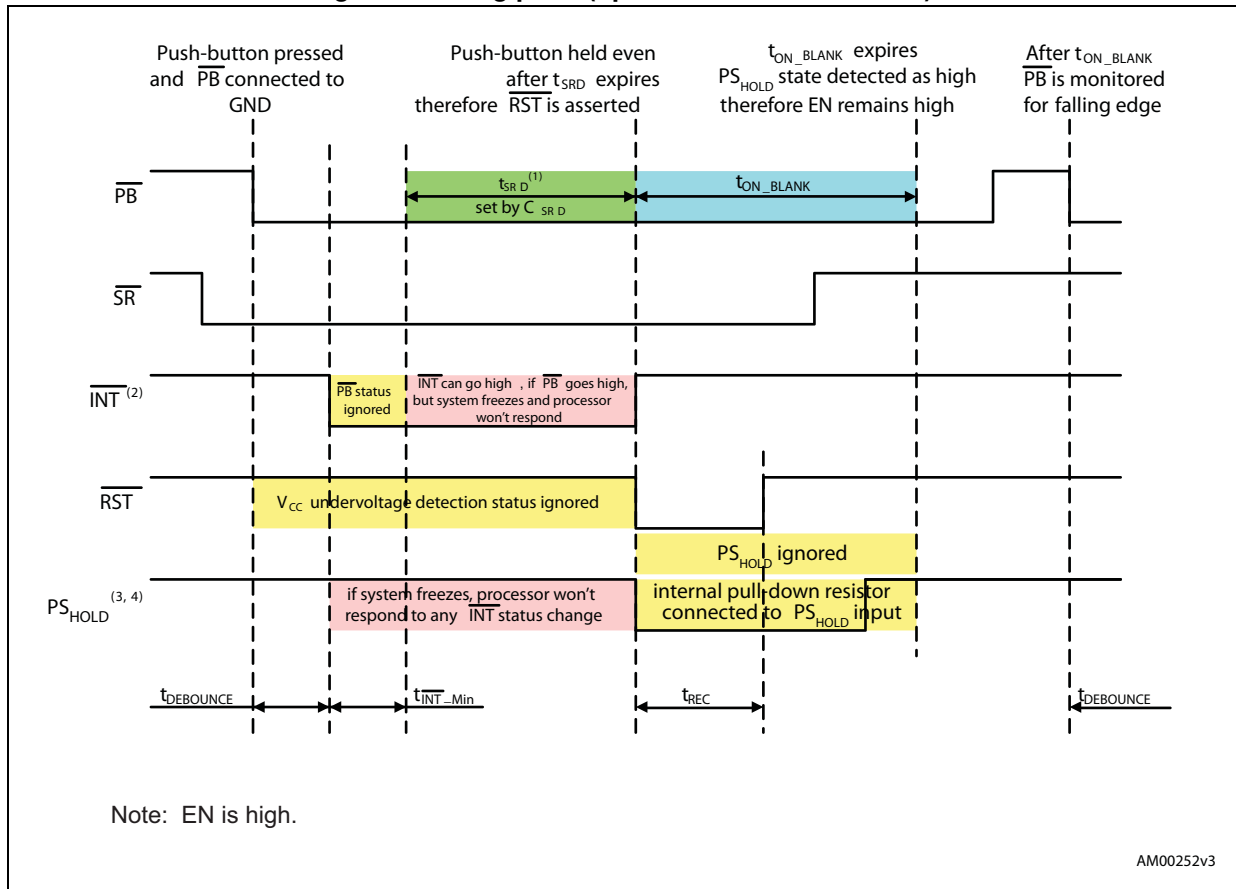 Push-button pressed
and PB connected to
GND
Push-button held even
after tSRD expires
therefore RST is asserted
tON_BLANK expires
PSHOLD state detected as high
therefore EN remains high
After tON_BLANK
PB is monitored
for falling edge
PB
tSR D(1)
set by C SR D
tON_BLANK
SR
INT (2)
PB status
ignored
INT can go high , if PB goes high,
but system freezes and processor
won't respond
RST
VCC undervoltage detection status ignored
PSHOLD ignored
PSHOLD (3, 4)
if system freezes, processor won't
respond to any INT status change
internal pull-down resistor
connected to PSHOLD input
tDEBOUNCE
tINT_Min
tREC
tDEBOUNCE
Note: EN is high.
AM00252v3